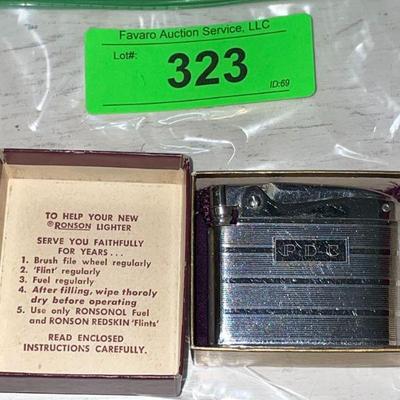 Favaro Auction Service, LLC
Lot#:
323
ID:69
TO HELP YOUR NEW
®RONSON LIGHTER
SERVE YOU FAITHFULLY
FOR YEARS...
1. Brush file wheel regularly
2. 'Flint' regularly
3. Fuel regularly
4. After filling, wipe thoroly
dry before operating
5. Use only RONSONOL Fuel
and RONSON REDSKIN 'Flints'
READ ENCLOSED
INSTRUCTIONS CAREFULLY.